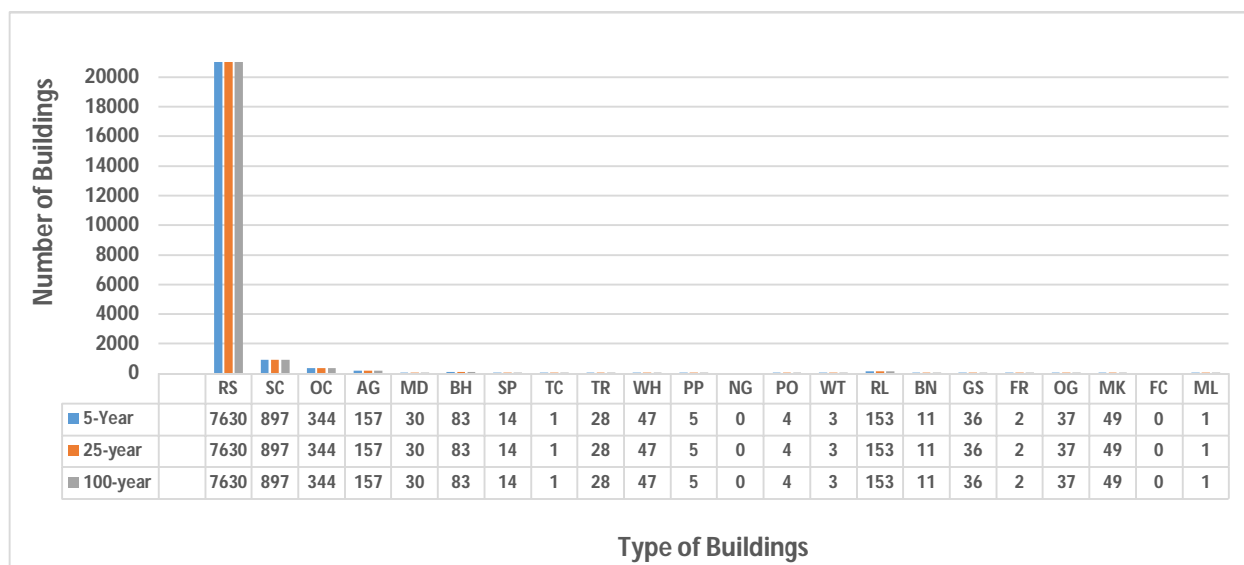 Number of Buildings
20000
18000
16000
14000
12000
10000
8000
6000
4000
2000
0
RS SC OC AG MD BH SP TC TR WH PP NG PO WT RL BN GS FR OG MK FC ML
5-Year 7630 897 344 157 30 83 14 1 28 47 5 0 4 3 153 11 36 2 37 49 0 1
25-year 7630 897 344 157 30 83 14 1 28 47 5 0 4 3 153 11 36 2 37 49 0 1
100-year 7630 897 344 157 30 83 14 1 28 47 5 0 4 3 153 11 36 2 37 49 0 1
Type of Buildings